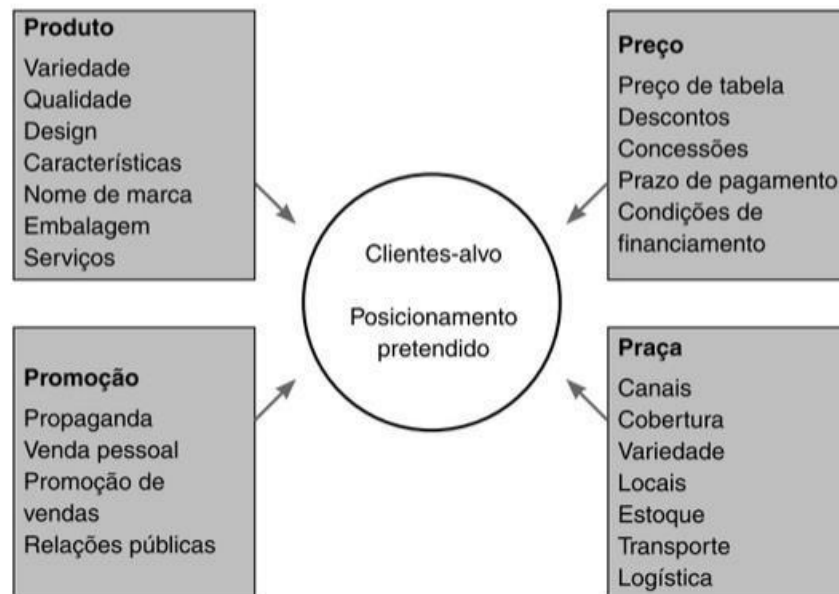 Produto
Variedade
Qualidade
Design
Características
Nome de marca
Embalagem
Serviços
Preço
Preço de tabela
Descontos
Concessões
Prazo de pagamento
Condições de
financiamento
Clientes-alvo
Posicionamento
pretendido
Promoção
Propaganda
Venda pessoal
Promoção de
vendas
Relações públicas
Praça
Canais
Cobertura
Variedade
Locais
Estoque
Transporte
Logística